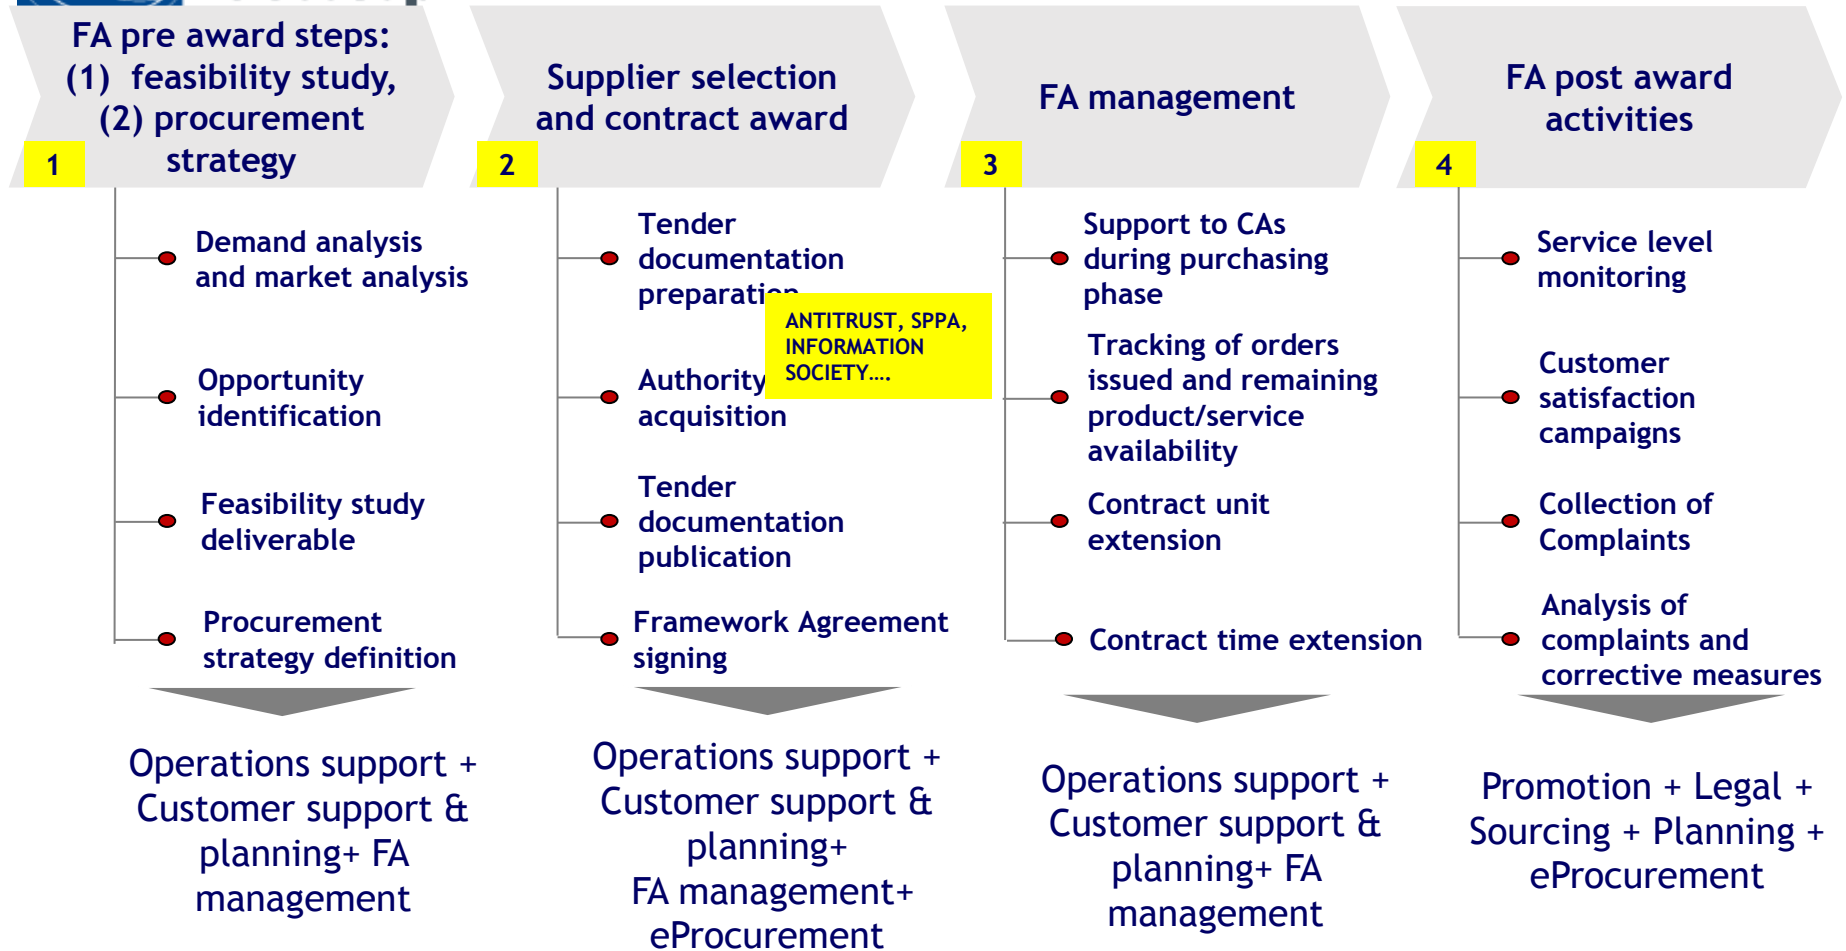 FA pre award steps:
(1) feasibility study,
(2) procurement
strategy
1
Supplier selection
and contract award
2
FA management
3
FA post award
activities
4
Demand analysis
and market analysis
Opportunity
identification
Feasibility study
deliverable
Procurement
strategy definition
Operations support +
Customer support &
planning+ FA
management
Tender
documentation
preparation
ANTITRUST, SPPA,
INFORMATION
SOCIETY….
Authority
acquisition
Tender
documentation
publication
Framework Agreement
signing
Operations support +
Customer support &
planning+
FA management+
eProcurement
Support to CAs
during purchasing
phase
Tracking of orders
issued and remaining
product/service
availability
Contract unit
extension
Contract time extension
Operations support +
Customer support &
planning+ FA
management
Service level
monitoring
Customer
satisfaction
campaigns
Collection of
Complaints
Analysis of
complaints and
corrective measures
Promotion + Legal +
Sourcing + Planning +
eProcurement